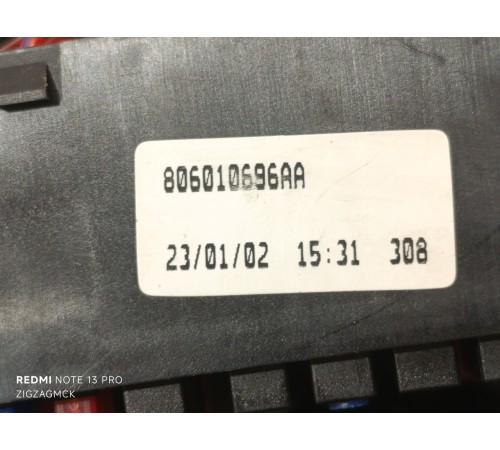 806010696AA
23/01/02 15:31 308
REDMI NOTE 13 PRO
ZIGZAGMCK